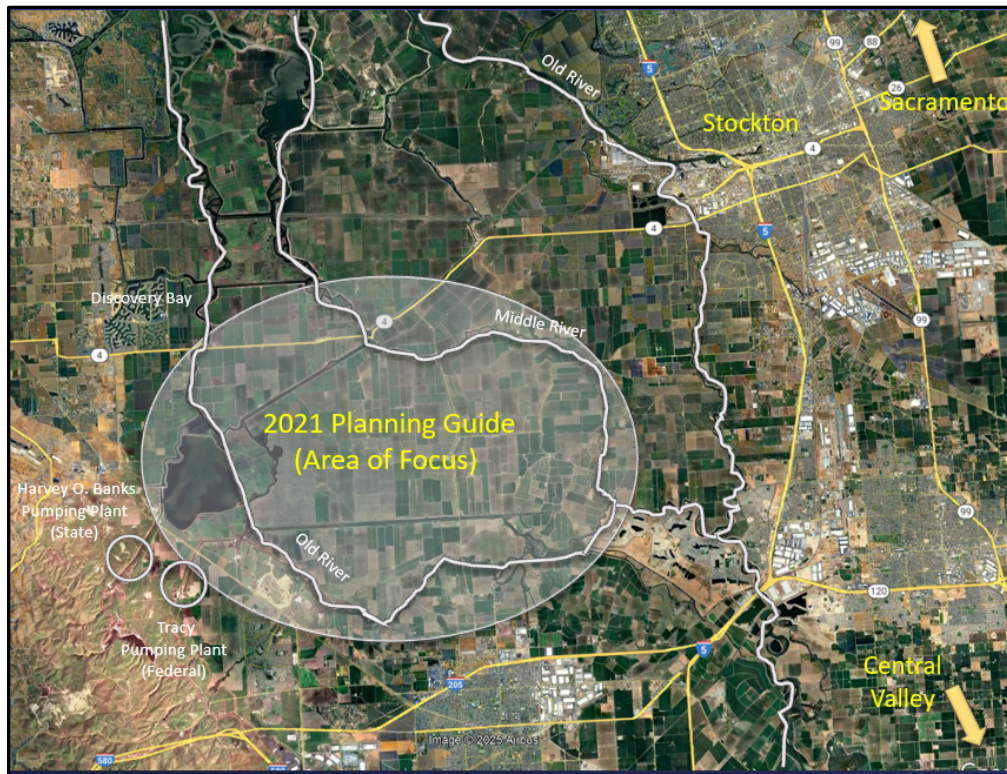 99
88
Old River
5
26
Sacramento
Stockton
4
5
4
Discovery Bay
Middle River
4
99
4
2021 Planning Guide
(Area of Focus)
Harvey O. Banks
Pumping Plant
(State)
99
Old River
120
Tracy
Pumping Plant
(Federal)
5
Central
Valley
205
Image © 2025 Airbus
580